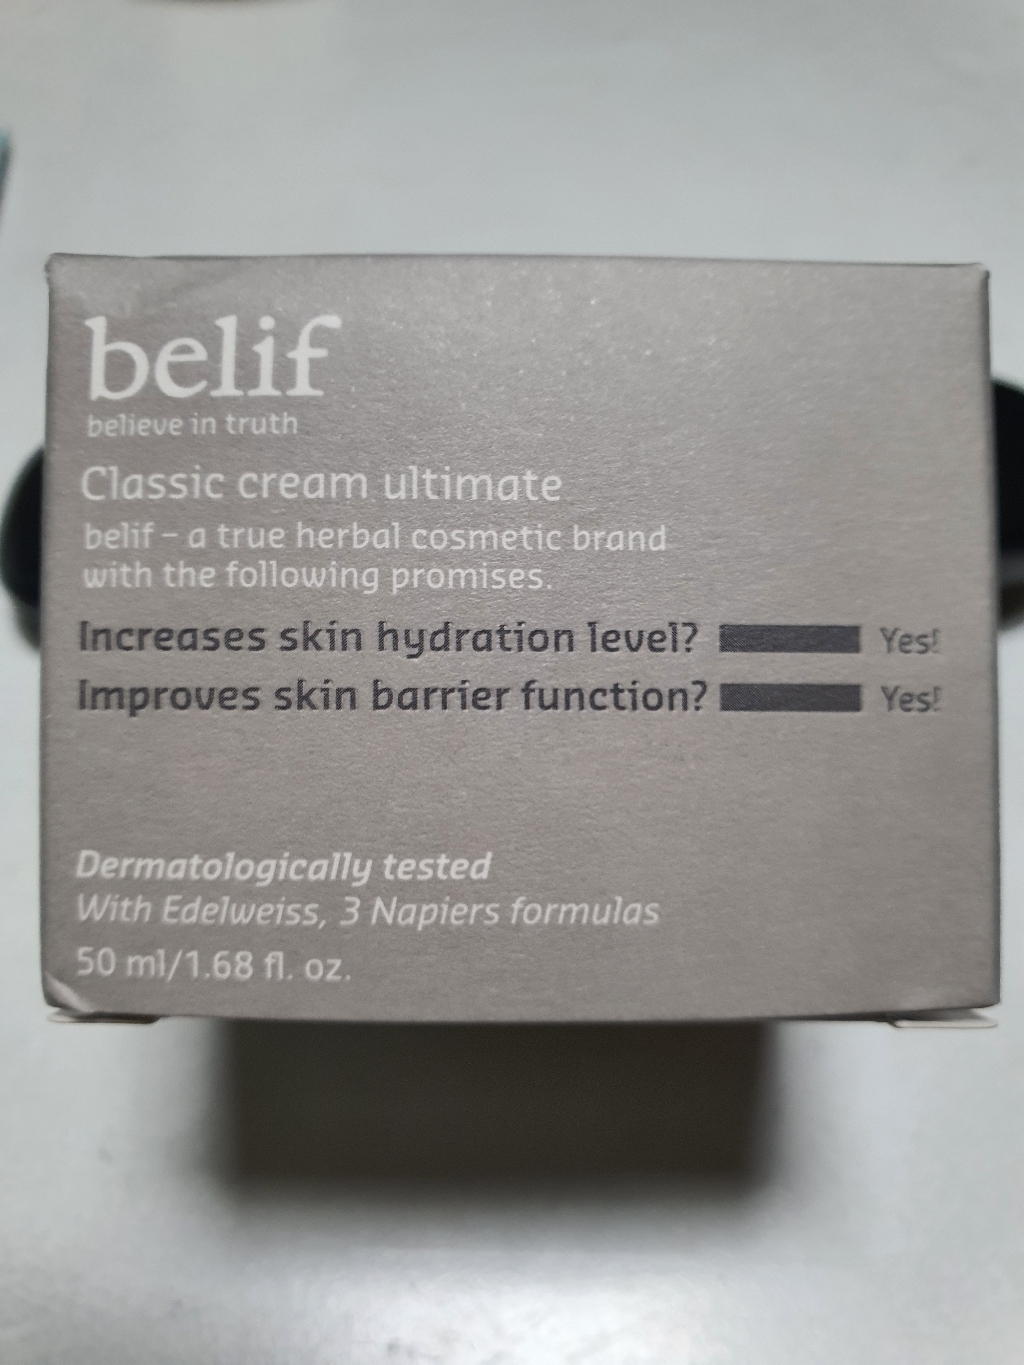 belif
believe in truth
Classic cream ultimate
belif – a true herbal cosmetic brand
with the following promises.
Increases skin hydration level? Yes!
Improves skin barrier function? Yes!
Dermatologically tested
With Edelweiss, 3 Napiers formulas
50 ml/1.68 fl. oz.